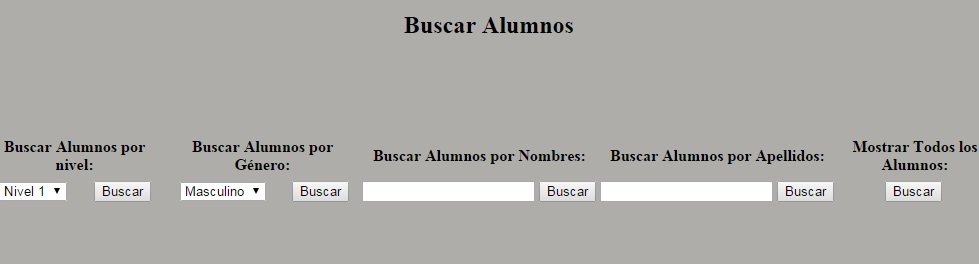 Buscar Alumnos
Buscar Alumnos por
nivel:
Nivel 1
Buscar
Buscar Alumnos por
Género:
Masculino
Buscar
Buscar Alumnos por Nombres:
Buscar
Buscar Alumnos por Apellidos:
Buscar
Mostrar Todos los
Alumnos:
Buscar